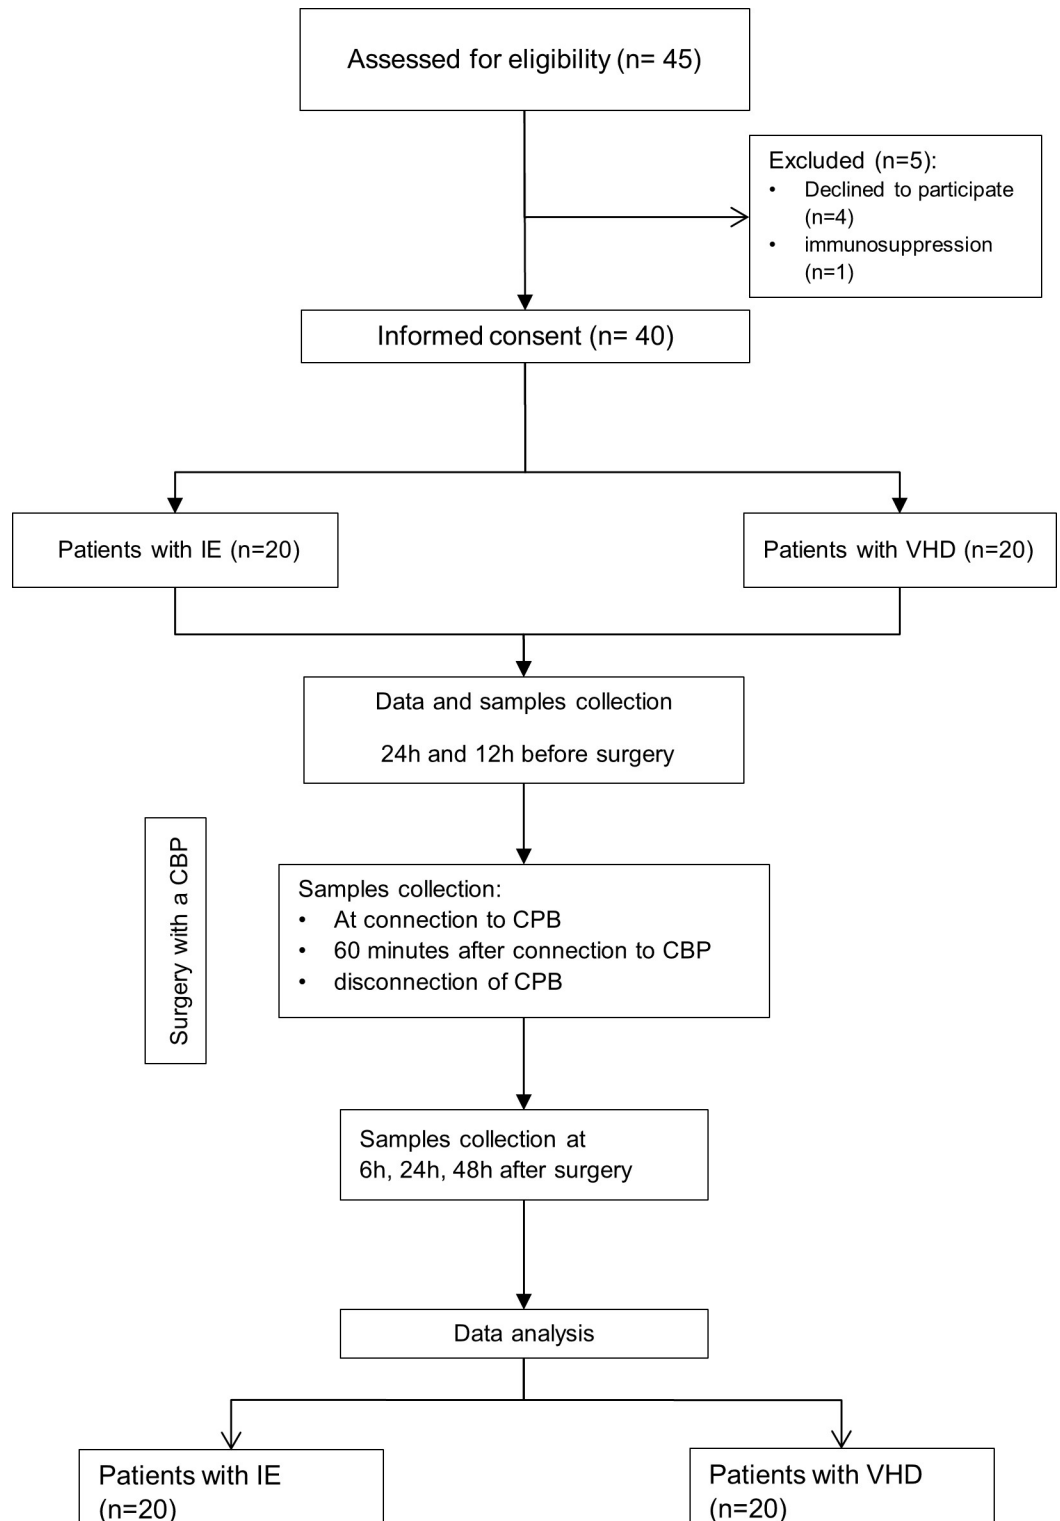 Assessed for eligibility (n= 45)
Excluded (n=5):
• Declined to participate
(n=4)
• immunosuppression
(n=1)
Informed consent (n= 40)
Patients with IE (n=20)
Patients with VHD (n=20)
Data and samples collection
24h and 12h before surgery
Surgery with a CBP
Samples collection:
• At connection to CPB
• 60 minutes after connection to CBP
• disconnection of CPB
Samples collection at
6h, 24h, 48h after surgery
Data analysis
Patients with IE
(n=20)
Patients with VHD
(n=20)